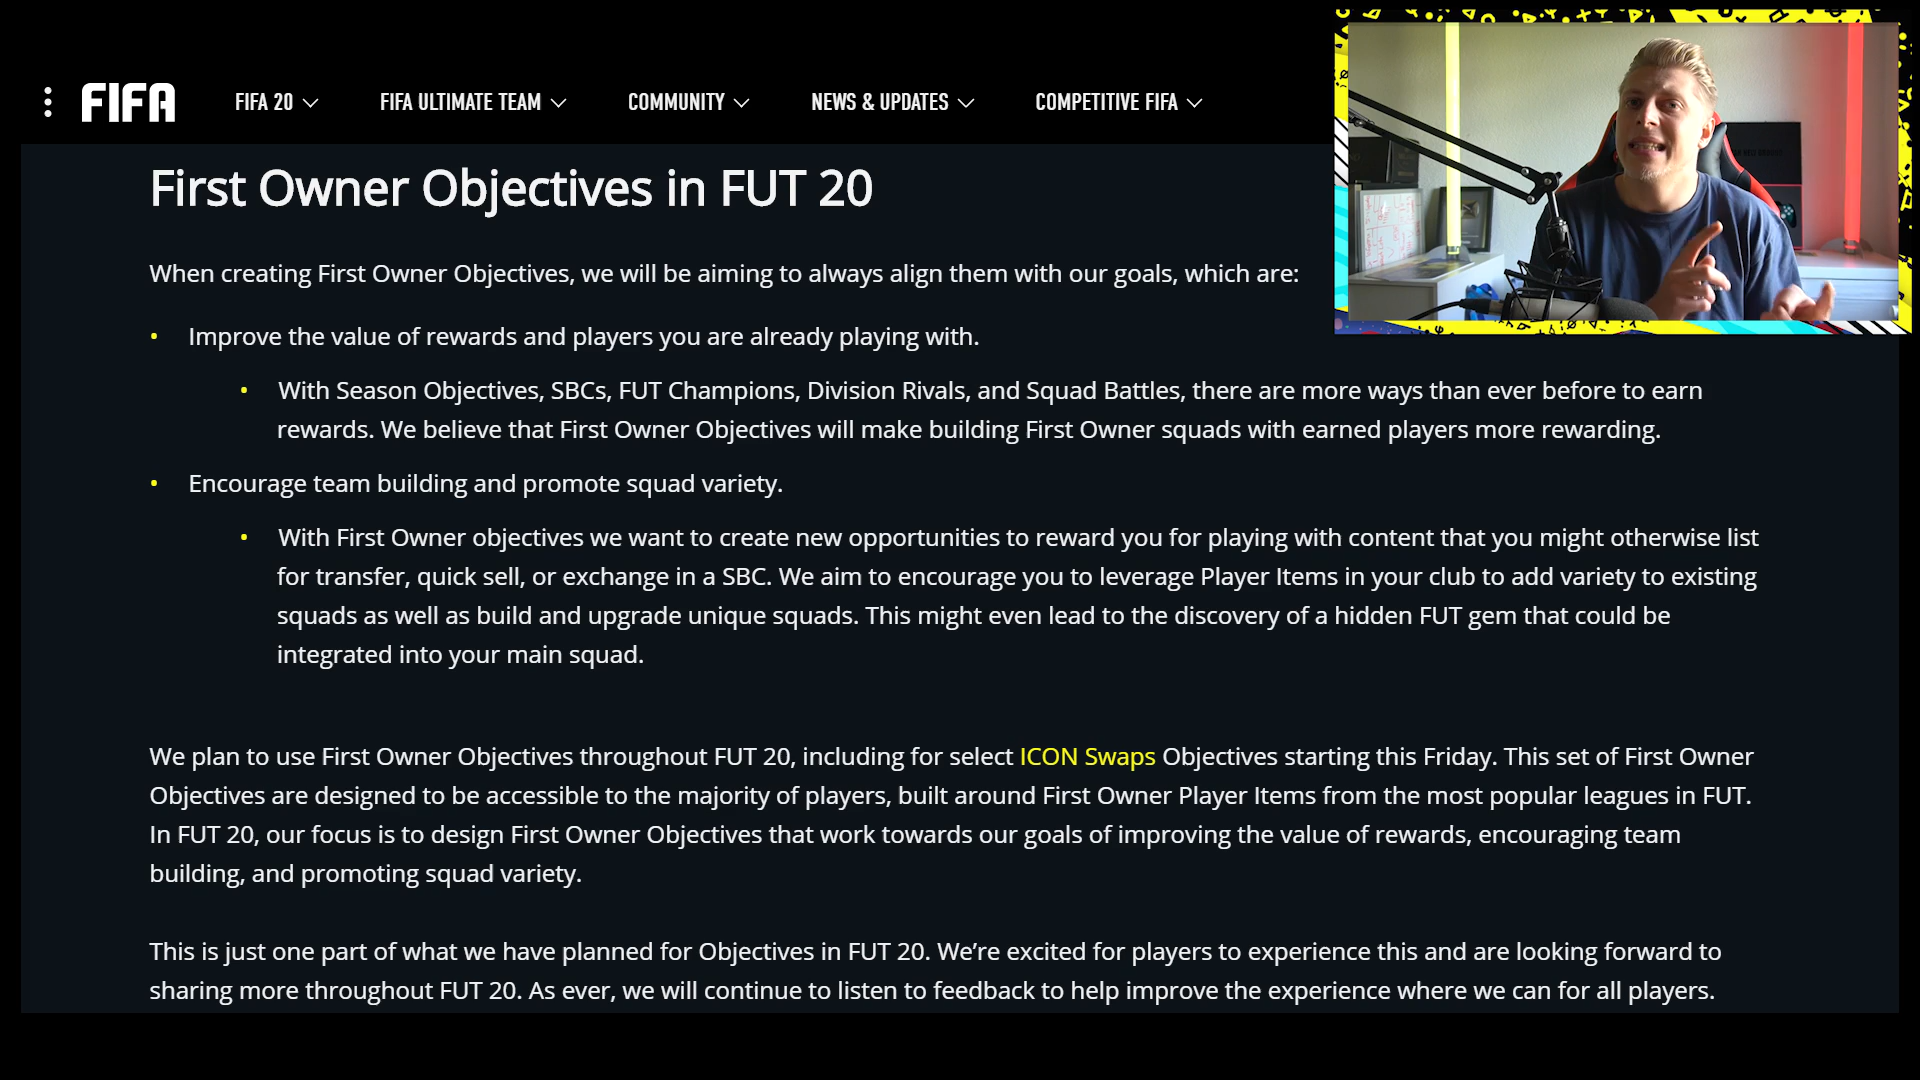 FIFA
FIFA 20
FIFA ULTIMATE TEAM
COMMUNITY
NEWS & UPDATES
COMPETITIVE FIFA
First Owner Objectives in FUT 20
When creating First Owner Objectives, we will be aiming to always align them with our goals, which are:
• Improve the value of rewards and players you are already playing with.
• With Season Objectives, SBCs, FUT Champions, Division Rivals, and Squad Battles, there are more ways than ever before to earn
rewards. We believe that First Owner Objectives will make building First Owner squads with earned players more rewarding.
• Encourage team building and promote squad variety.
• With First Owner objectives we want to create new opportunities to reward you for playing with content that you might otherwise list
for transfer, quick sell, or exchange in a SBC. We aim to encourage you to leverage Player Items in your club to add variety to existing
squads as well as build and upgrade unique squads. This might even lead to the discovery of a hidden FUT gem that could be
integrated into your main squad.
We plan to use First Owner Objectives throughout FUT 20, including for select ICON Swaps Objectives starting this Friday. This set of First Owner
Objectives are designed to be accessible to the majority of players, built around First Owner Player Items from the most popular leagues in FUT.
In FUT 20, our focus is to design First Owner Objectives that work towards our goals of improving the value of rewards, encouraging team
building, and promoting squad variety.
This is just one part of what we have planned for Objectives in FUT 20. We’re excited for players to experience this and are looking forward to
sharing more throughout FUT 20. As ever, we will continue to listen to feedback to help improve the experience where we can for all players.